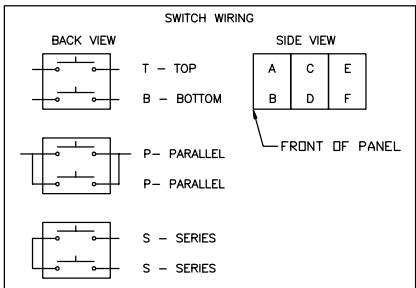 SWITCH WIRING
BACK VIEW
SIDE VIEW
T - TOP
B - BOTTOM
A C E
B D F
FRONT OF PANEL
P- PARALLEL
P- PARALLEL
S - SERIES
S - SERIES